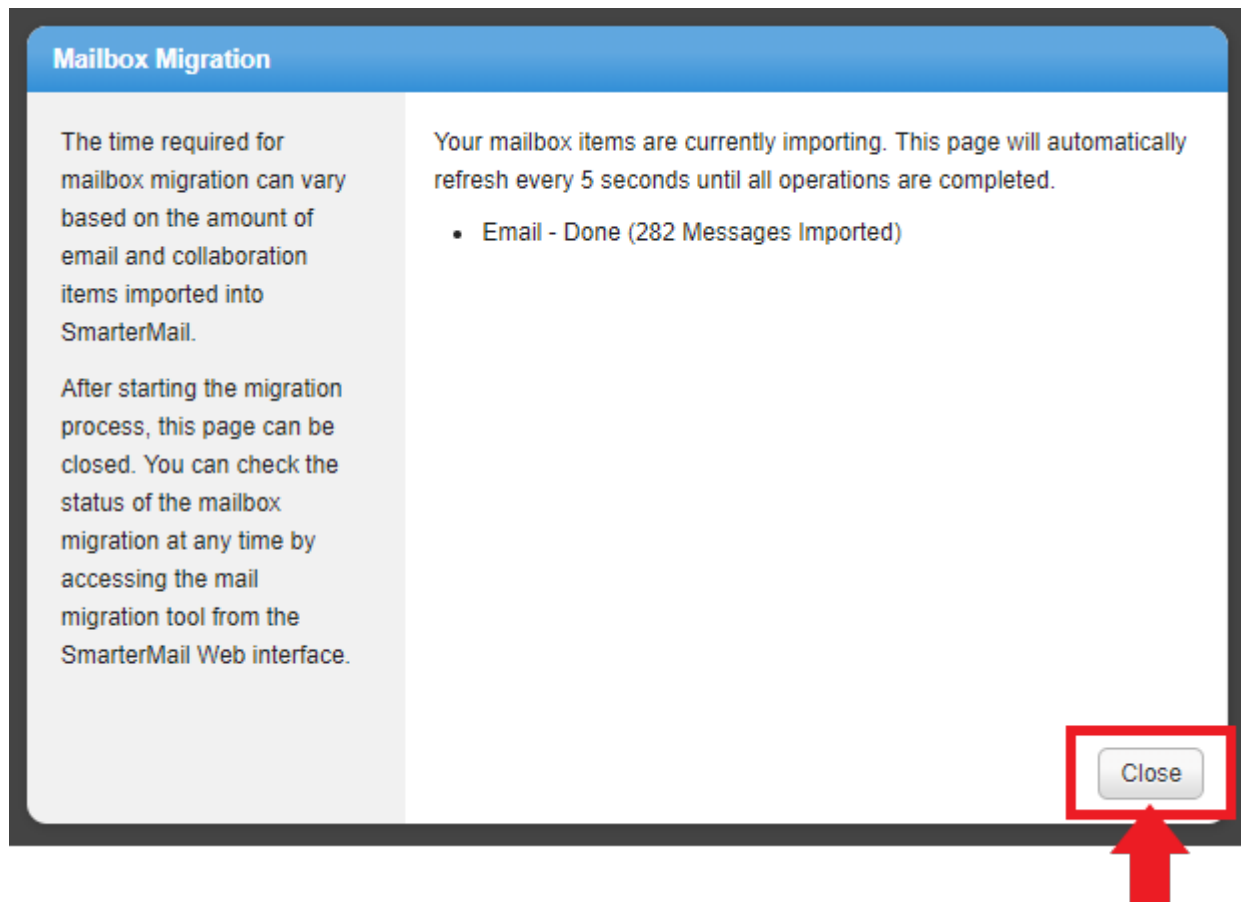 Mailbox Migration
The time required for
mailbox migration can vary
based on the amount of
email and collaboration
items imported into
SmarterMail.
After starting the migration
process, this page can be
closed. You can check the
status of the mailbox
migration at any time by
accessing the mail
migration tool from the
SmarterMail Web interface.
Your mailbox items are currently importing. This page will automatically
refresh every 5 seconds until all operations are completed.
• Email - Done (282 Messages Imported)
Close